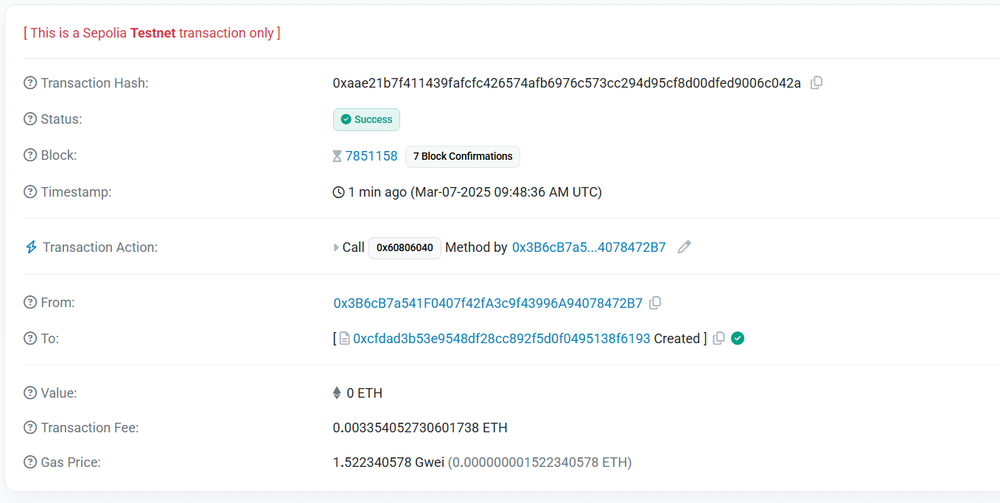 [ This is a Sepolia Testnet transaction only ]
Transaction Hash: 0xaae21b7f411439fafcfc426574afb6976c573cc294d95cf8d00dfed9006c042a
Status: Success
Block: 7851158 7 Block Confirmations
Timestamp: 1 min ago (Mar-07-2025 09:48:36 AM UTC)
Transaction Action: Call 0x60806040 Method by 0x3B6cB7a5...4078472B7
From: 0x3B6cB7a541F0407f42fA3c9f43996A94078472B7
To: [ 0xcfdad3b53e9548df28cc892f5d0f0495138f6193 Created ]
Value: 0 ETH
Transaction Fee: 0.003354052730601738 ETH
Gas Price: 1.522340578 Gwei (0.000000001522340578 ETH)